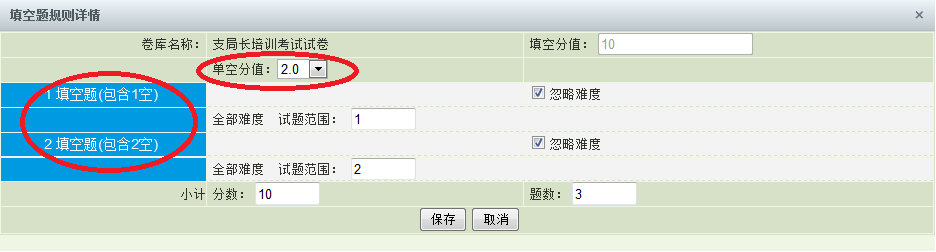 填空题规则详情
卷库名称： 支局长培训考试试卷 填空分值： 10
单空分值： 2.0
1 填空题(包含1空) 忽略难度
全部难度 试题范围： 1
2 填空题(包含2空) 忽略难度
全部难度 试题范围： 2
小计 分数： 10 题数： 3
保存 取消